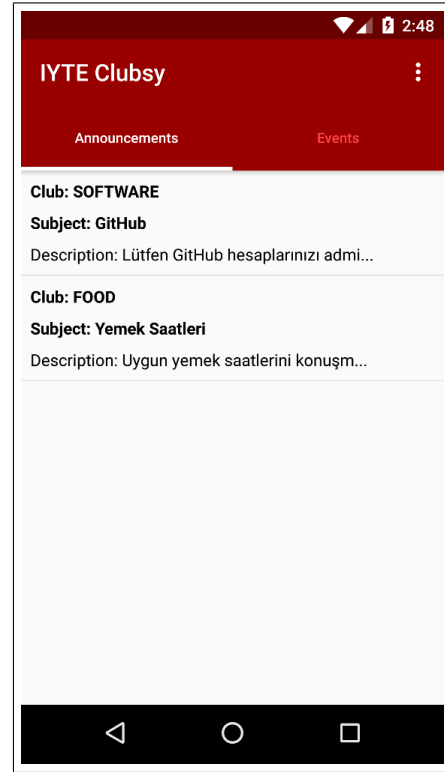 2:48
IYTE Clubsy
Announcements
Events
Club: SOFTWARE
Subject: GitHub
Description: Lütfen GitHub hesaplarınızı admi...
Club: FOOD
Subject: Yemek Saatleri
Description: Uygun yemek saatlerini konuşm...